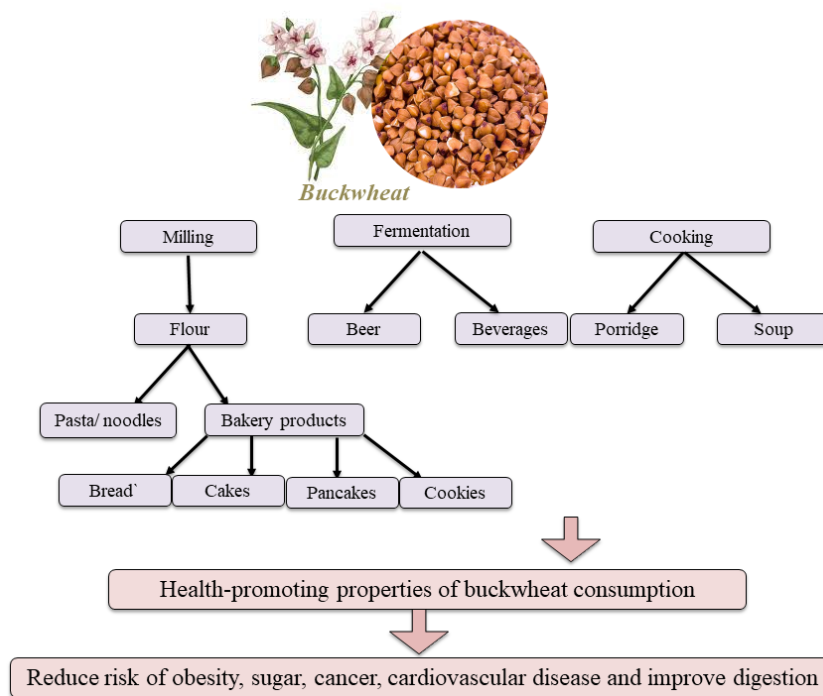 Buckwheat
Milling
Fermentation
Cooking
Flour
Beer
Beverages
Porridge
Soup
Pasta/ noodles
Bakery products
Bread`
Cakes
Pancakes
Cookies
Health-promoting properties of buckwheat consumption
Reduce risk of obesity, sugar, cancer, cardiovascular disease and improve digestion